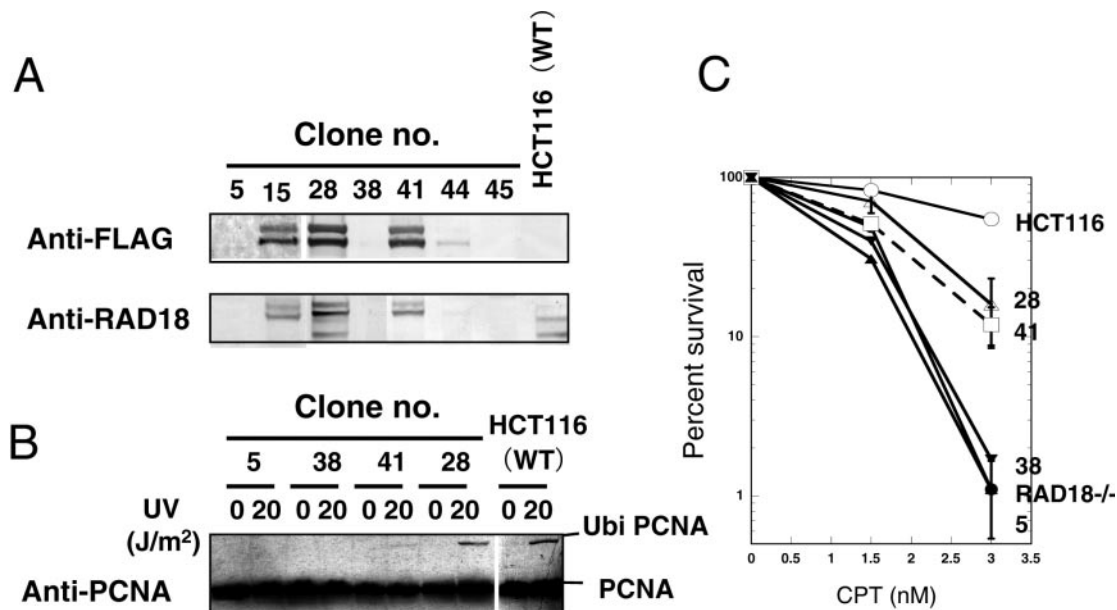 A
Clone no.
5 15 28 38 41 44 45
HCT116 (WT)
Anti-FLAG
Anti-RAD18
B
Clone no.
HCT116
(WT)
5 38 41 28
UV
(J/m²)
0 20 0 20 0 20 0 20 0 20
Ubi PCNA
Anti-PCNA
PCNA
C
Percent survival
100
10
1
HCT116
28
41
38
RAD18-/-
5
0 0.5 1 1.5 2 2.5 3 3.5
CPT (nM)